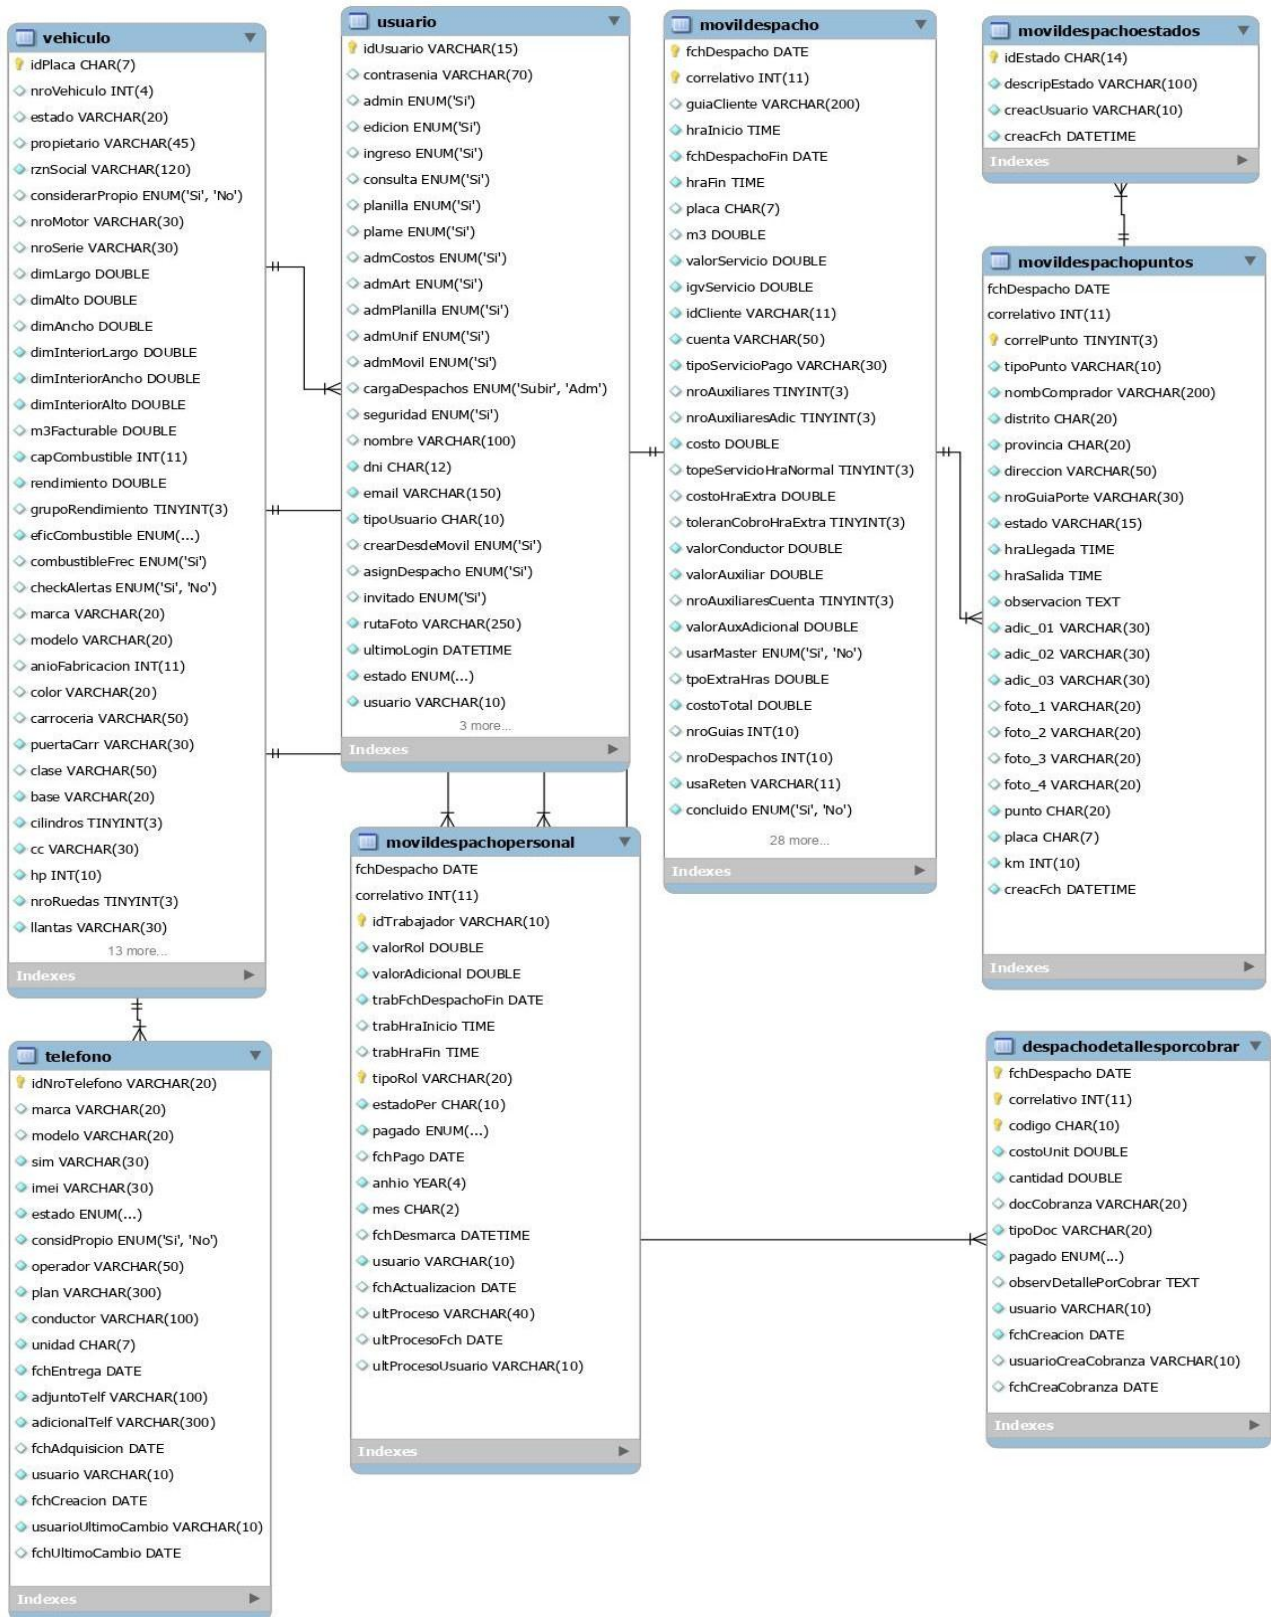 vehiculo
idPlaca CHAR(7)
nroVehiculo INT(4)
estado VARCHAR(20)
propietario VARCHAR(45)
rznSocial VARCHAR(120)
considerarPropio ENUM('Si', 'No')
nroMotor VARCHAR(30)
nroSerie VARCHAR(30)
dimLargo DOUBLE
dimAlto DOUBLE
dimAncho DOUBLE
dimInteriorLargo DOUBLE
dimInteriorAncho DOUBLE
dimInteriorAlto DOUBLE
m3Facturable DOUBLE
capCombustible INT(11)
rendimiento DOUBLE
grupoRendimiento TINYINT(3)
eficCombustible ENUM(...)
combustibleFrec ENUM('Si')
checkAlertas ENUM('Si', 'No')
marca VARCHAR(20)
modelo VARCHAR(20)
anioFabricacion INT(11)
color VARCHAR(20)
carroceria VARCHAR(50)
puertaCarr VARCHAR(30)
clase VARCHAR(50)
base VARCHAR(20)
cilindros TINYINT(3)
cc VARCHAR(30)
hp INT(10)
nroRuedas TINYINT(3)
llantas VARCHAR(30)
13 more...
Indexes
usuario
idUsuario VARCHAR(15)
contrasenia VARCHAR(70)
admin ENUM('Si')
edicion ENUM('Si')
ingreso ENUM('Si')
consulta ENUM('Si')
planilla ENUM('Si')
plame ENUM('Si')
admCostos ENUM('Si')
admArt ENUM('Si')
admPlanilla ENUM('Si')
admUnif ENUM('Si')
admMovil ENUM('Si')
cargaDespachos ENUM('Subir', 'Adm')
seguridad ENUM('Si')
nombre VARCHAR(100)
dni CHAR(12)
email VARCHAR(150)
tipoUsuario CHAR(10)
crearDesdeMovil ENUM('Si')
asignDespacho ENUM('Si')
invitado ENUM('Si')
rutaFoto VARCHAR(250)
ultimoLogin DATETIME
estado ENUM(...)
usuario VARCHAR(10)
3 more...
Indexes
movildespacho
fchDespacho DATE
correlativo INT(11)
guiaCliente VARCHAR(200)
hraInicio TIME
fchDespachoFin DATE
hraFin TIME
placa CHAR(7)
m3 DOUBLE
valorServicio DOUBLE
igvServicio DOUBLE
idCliente VARCHAR(11)
cuenta VARCHAR(50)
tipoServicioPago VARCHAR(30)
nroAuxiliares TINYINT(3)
nroAuxiliaresAdic TINYINT(3)
costo DOUBLE
topeServicioHraNormal TINYINT(3)
costoHraExtra DOUBLE
toleranCobroHraExtra TINYINT(3)
valorConductor DOUBLE
valorAuxiliar DOUBLE
nroAuxiliaresCuenta TINYINT(3)
valorAuxAdicional DOUBLE
usarMaster ENUM('Si', 'No')
tpoExtraHras DOUBLE
costoTotal DOUBLE
nroGuias INT(10)
nroDespachos INT(10)
usaReten VARCHAR(11)
concluido ENUM('Si', 'No')
28 more...
Indexes
movildespachoestados
idEstado CHAR(14)
descripEstado VARCHAR(100)
creacUsuario VARCHAR(10)
creacFch DATETIME
Indexes
movildespachopuntos
fchDespacho DATE
correlativo INT(11)
correlPunto TINYINT(3)
tipoPunto VARCHAR(10)
nombComprador VARCHAR(200)
distrito CHAR(20)
provincia CHAR(20)
direccion VARCHAR(50)
nroGuiaPorte VARCHAR(30)
estado VARCHAR(15)
hraLlegada TIME
hraSalida TIME
observacion TEXT
adic_01 VARCHAR(30)
adic_02 VARCHAR(30)
adic_03 VARCHAR(30)
foto_1 VARCHAR(20)
foto_2 VARCHAR(20)
foto_3 VARCHAR(20)
foto_4 VARCHAR(20)
punto CHAR(20)
placa CHAR(7)
km INT(10)
creacFch DATETIME
Indexes
telefono
idNroTelefono VARCHAR(20)
marca VARCHAR(20)
modelo VARCHAR(20)
sim VARCHAR(30)
imei VARCHAR(30)
estado ENUM(...)
considPropio ENUM('Si', 'No')
operador VARCHAR(50)
plan VARCHAR(300)
conductor VARCHAR(100)
unidad CHAR(7)
fchEntrega DATE
adjuntoTelf VARCHAR(100)
adicionalTelf VARCHAR(300)
fchAdquisicion DATE
usuario VARCHAR(10)
fchCreacion DATE
usuarioUltimoCambio VARCHAR(10)
fchUltimoCambio DATE
Indexes
movildespachopersonal
fchDespacho DATE
correlativo INT(11)
idTrabajador VARCHAR(10)
valorRol DOUBLE
valorAdicional DOUBLE
trabFchDespachoFin DATE
trabHraInicio TIME
trabHraFin TIME
tipoRol VARCHAR(20)
estadoPer CHAR(10)
pagado ENUM(...)
fchPago DATE
anhio YEAR(4)
mes CHAR(2)
fchDesmarca DATETIME
usuario VARCHAR(10)
fchActualizacion DATE
ultProceso VARCHAR(40)
ultProcesoFch DATE
ultProcesoUsuario VARCHAR(10)
Indexes
despachodetallesporcobrar
fchDespacho DATE
correlativo INT(11)
codigo CHAR(10)
costoUnit DOUBLE
cantidad DOUBLE
docCobranza VARCHAR(20)
tipoDoc VARCHAR(20)
pagado ENUM(...)
observDetallePorCobrar TEXT
usuario VARCHAR(10)
fchCreacion DATE
usuarioCreaCobranza VARCHAR(10)
fchCreaCobranza DATE
Indexes